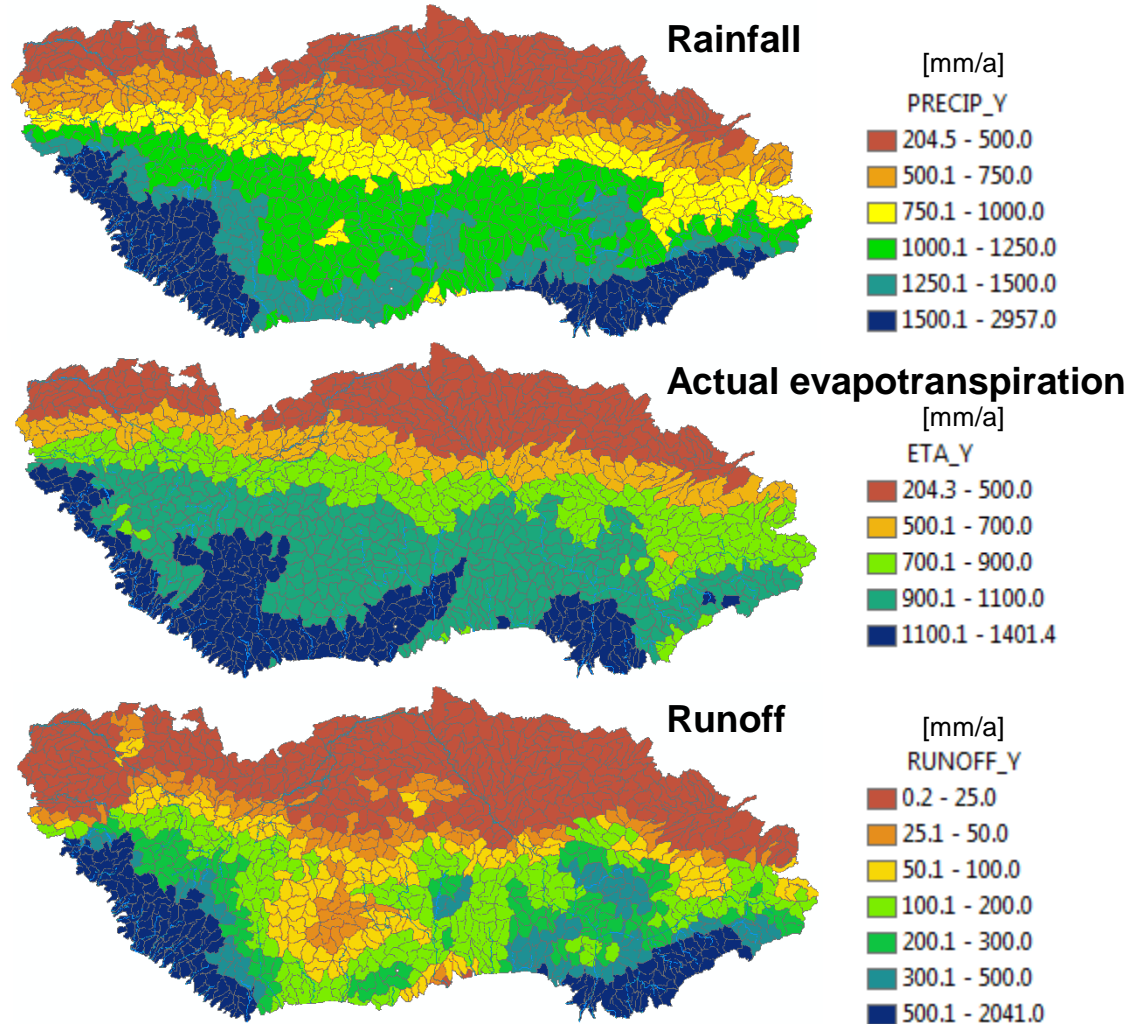 Rainfall
[mm/a]
PRECIP_Y
204.5 - 500.0
500.1 - 750.0
750.1 - 1000.0
1000.1 - 1250.0
1250.1 - 1500.0
1500.1 - 2957.0
Actual evapotranspiration
[mm/a]
ETA_Y
204.3 - 500.0
500.1 - 700.0
700.1 - 900.0
900.1 - 1100.0
1100.1 - 1401.4
Runoff
[mm/a]
RUNOFF_Y
0.2 - 25.0
25.1 - 50.0
50.1 - 100.0
100.1 - 200.0
200.1 - 300.0
300.1 - 500.0
500.1 - 2041.0